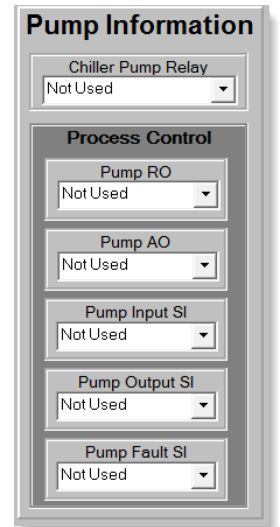 Pump Information
Chiller Pump Relay
Not Used
Process Control
Pump RO
Not Used
Pump AO
Not Used
Pump Input SI
Not Used
Pump Output SI
Not Used
Pump Fault SI
Not Used